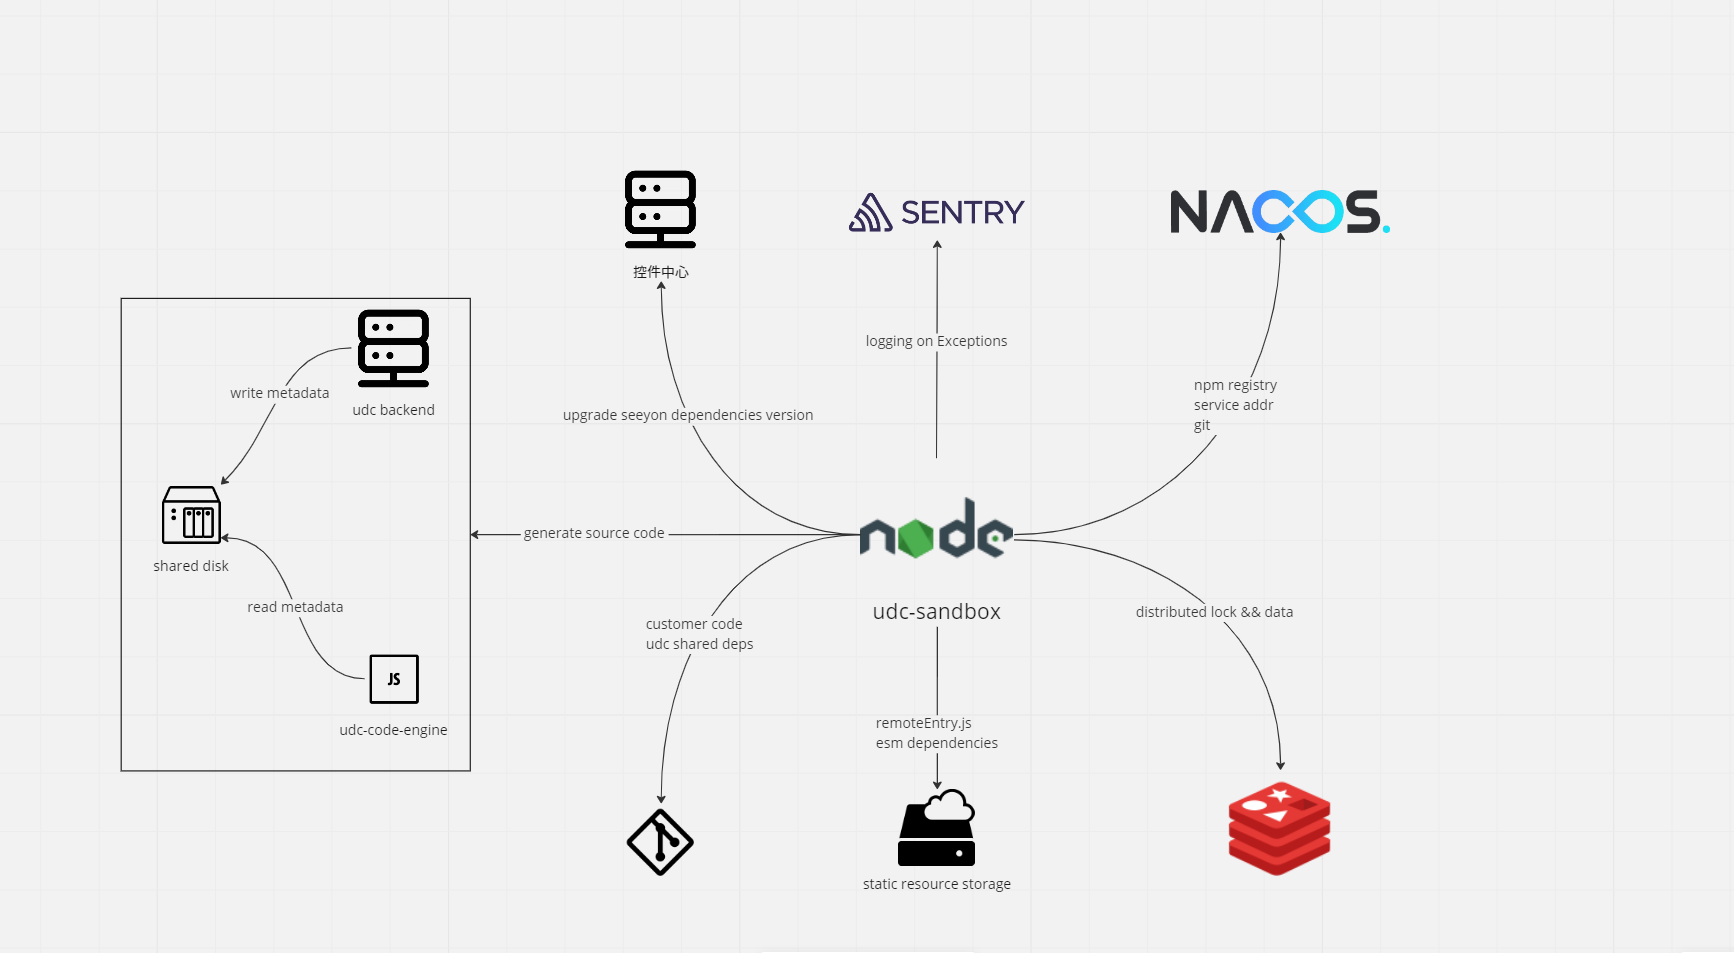 SENTRY
NACOS.
控件中心
logging on Exceptions
npm registry
service addr
git
write metadata
udc backend
upgrade seeyon dependencies version
generate source code
node
shared disk
read metadata
udc-sandbox
distributed lock && data
customer code
udc shared deps
JS
udc-code-engine
remoteEntry.js
esm dependencies
static resource storage